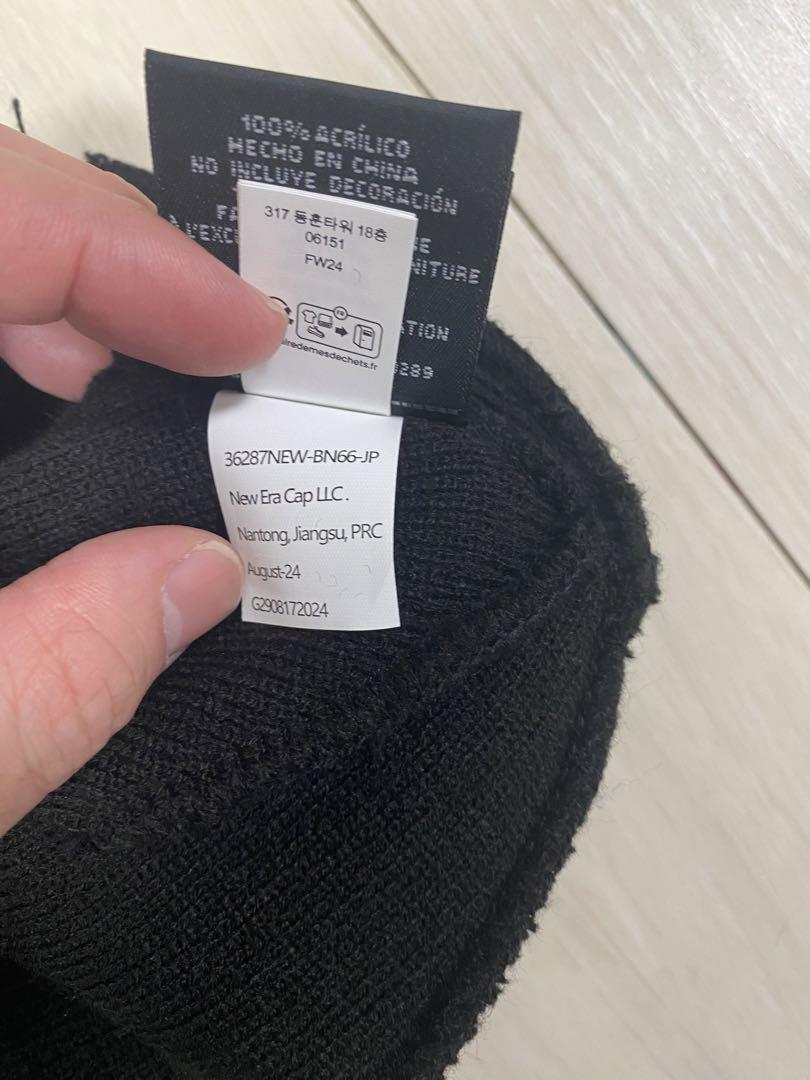 100% ACRÍLICO
HECHO EN CHINA
NO INCLUYE DECORACIÓN
317 동훈타워 18층
06151
FW24
FR
36287NEW-BN66-JP
New Era Cap LLC.
Nantong, Jiangsu, PRC
August-24
G2908172024